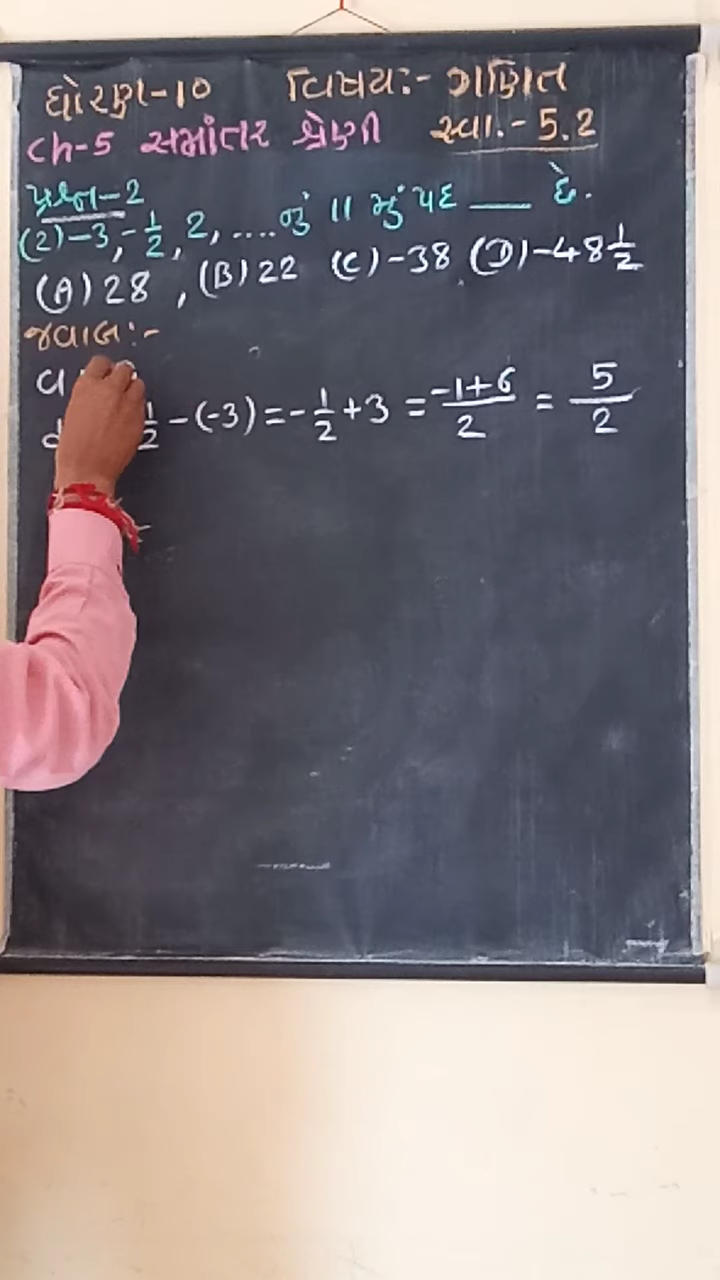 ધોરણ-10 વિષય:- ગણિત
Ch-5 સમાંતર શ્રેણી સ્વા.- 5.2
પ્રશ્ન-2
(2) -3, -1/2, 2, ....નું 11 મું પદ ___ છે.
(A) 28 , (B) 22 (C) -38 (D) -48 1/2
જવાબ:-
1/2 - (-3) = - 1/2 + 3 = -1+6/2 = 5/2